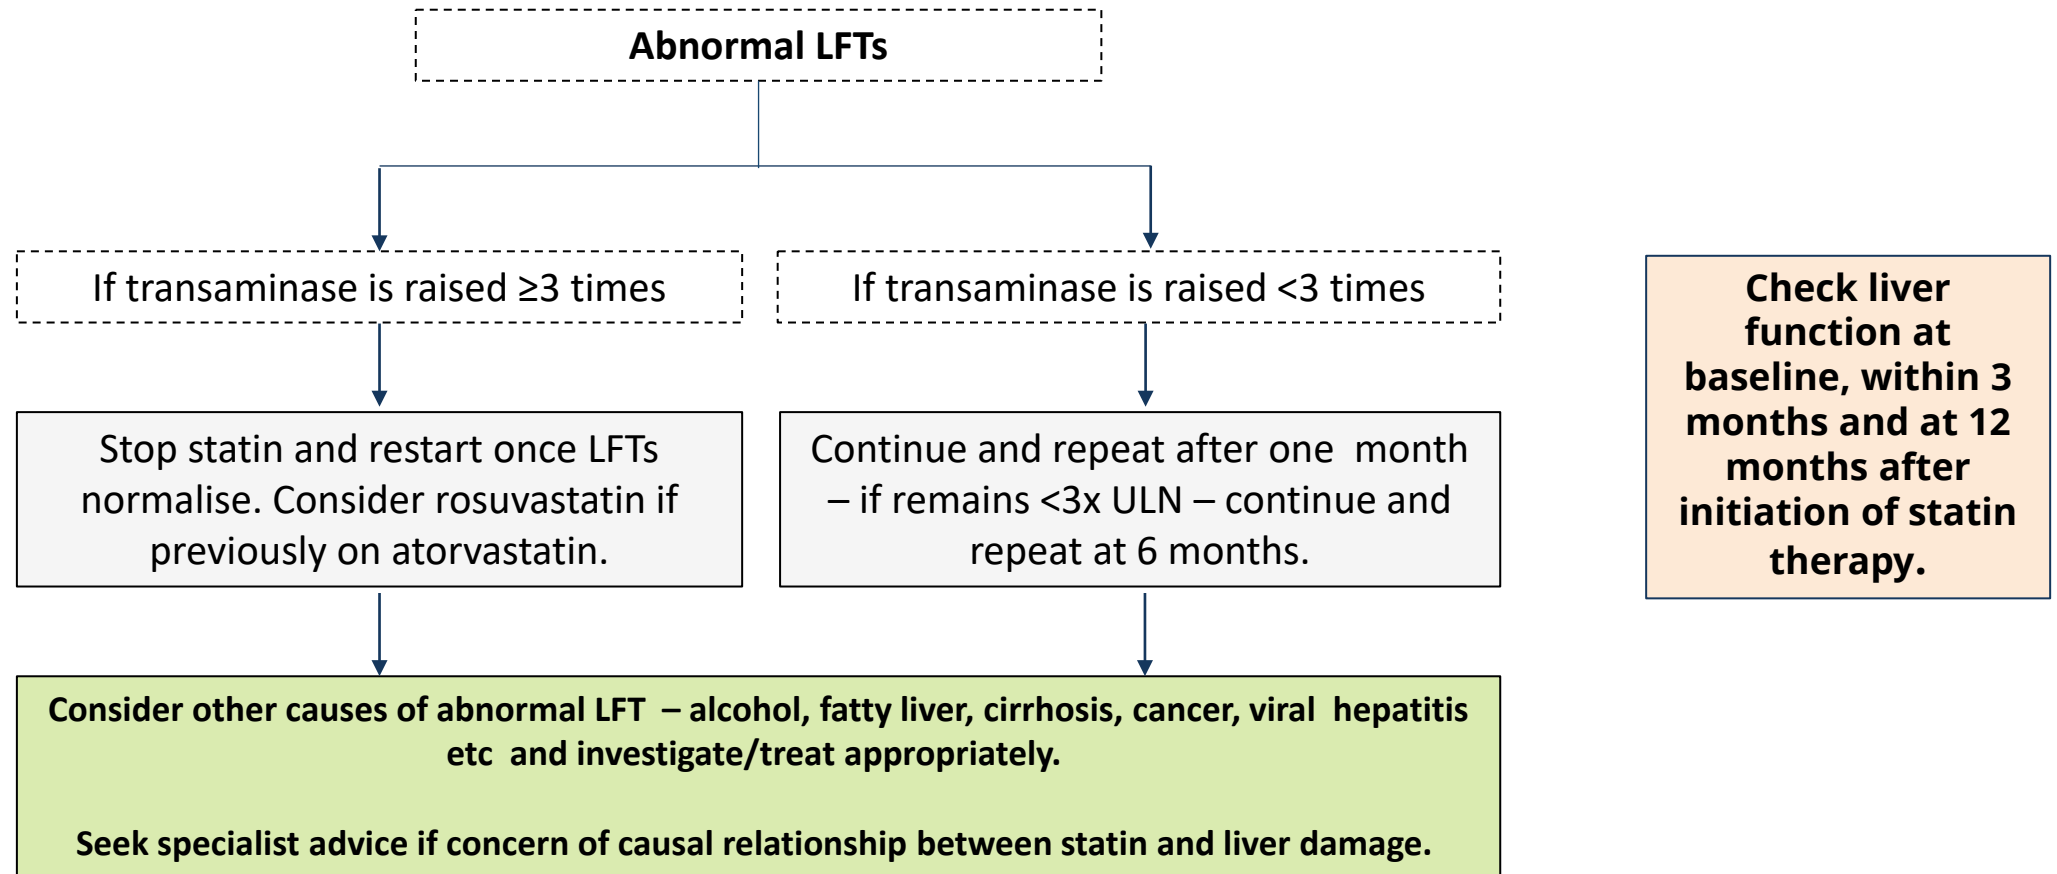 Abnormal LFTs
If transaminase is raised ≥3 times
If transaminase is raised <3 times
Stop statin and restart once LFTs
normalise. Consider rosuvastatin if
previously on atorvastatin.
Continue and repeat after one  month
– if remains <3x ULN – continue and
repeat at 6 months.
Consider other causes of abnormal LFT  – alcohol, fatty liver, cirrhosis, cancer, viral  hepatitis
etc  and investigate/treat appropriately.
Seek specialist advice if concern of causal relationship between statin and liver damage.
Check liver
function at
baseline, within 3
months and at 12
months after
initiation of statin
therapy.